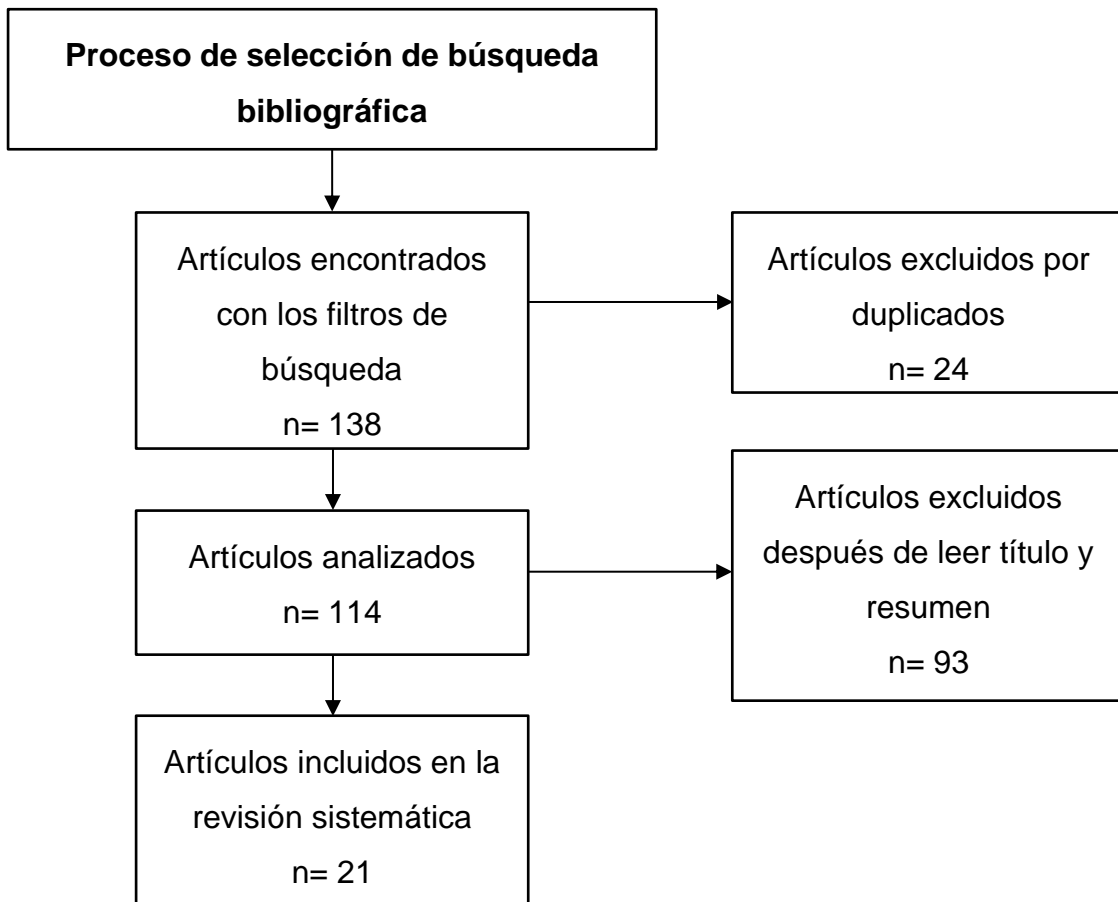 Proceso de selección de búsqueda
bibliográfica
Artículos encontrados
con los filtros de
búsqueda
n= 138
Artículos excluidos por
duplicados
n= 24
Artículos analizados
n= 114
Artículos excluidos
después de leer título y
resumen
n= 93
Artículos incluidos en la
revisión sistemática
n= 21